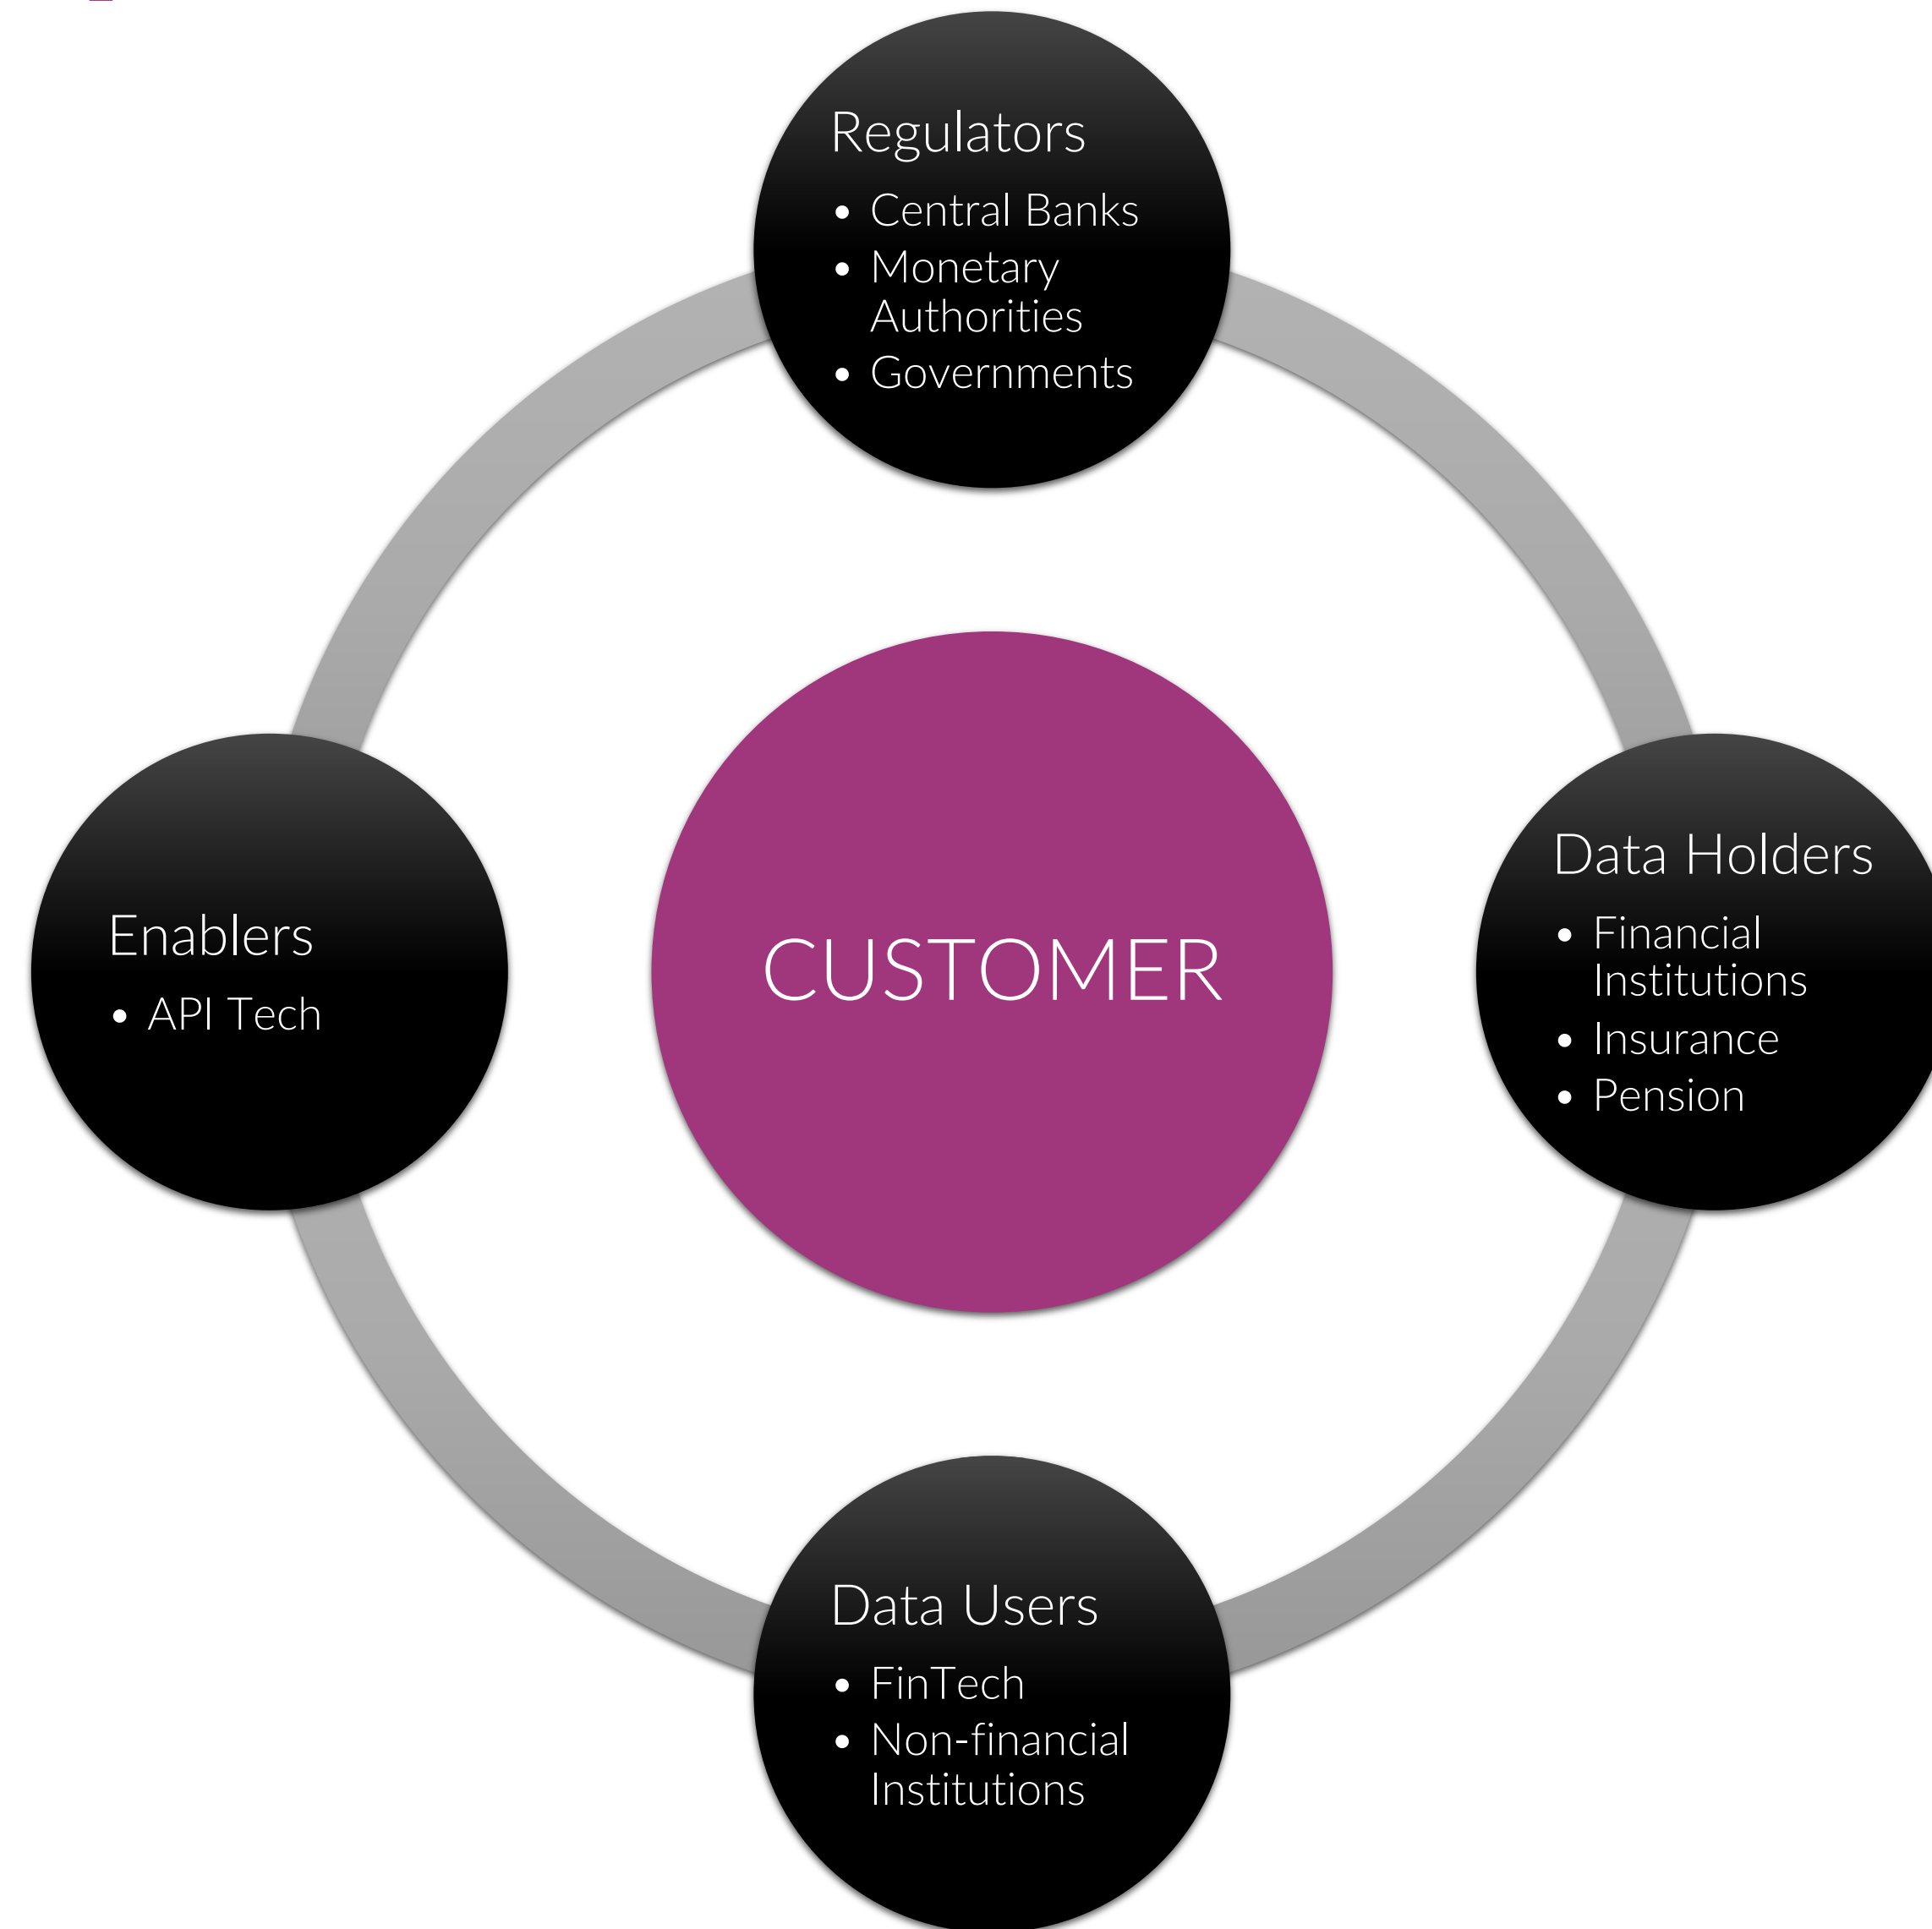 Regulators
• Central Banks
• Monetary
Authorities
• Governments
Enablers
• API Tech
CUSTOMER
Data Holders
• Financial
Institutions
• Insurance
• Pension
Data Users
• FinTech
• Non-financial
Institutions